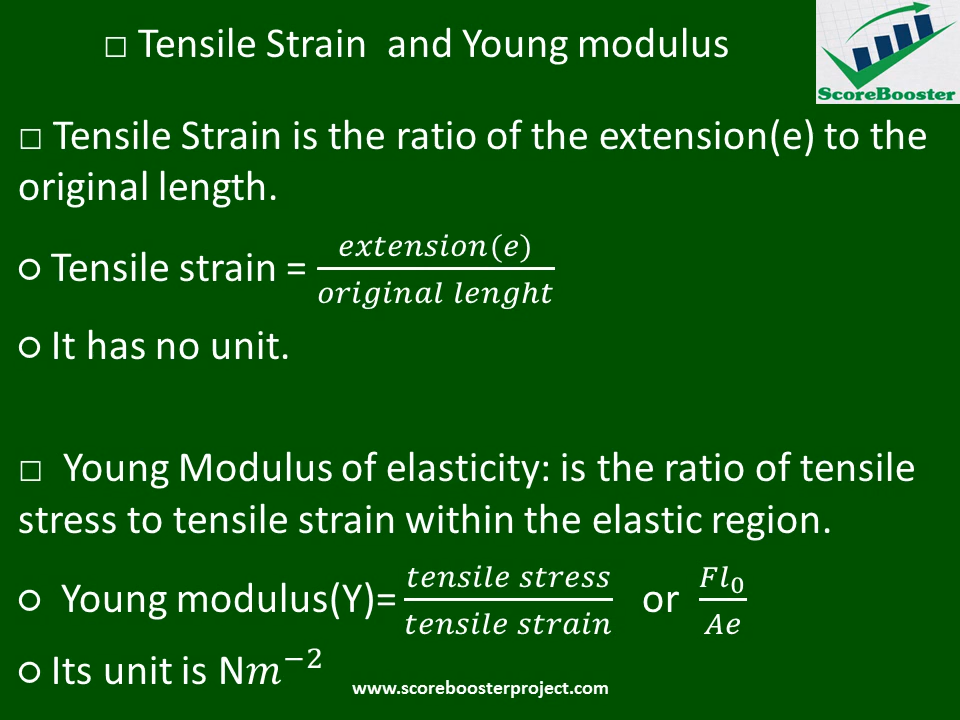 □ Tensile Strain and Young modulus
ScoreBooster
□ Tensile Strain is the ratio of the extension(e) to the
original length.
○ Tensile strain = extension(e) / original lenght
○ It has no unit.
□ Young Modulus of elasticity: is the ratio of tensile
stress to tensile strain within the elastic region.
○ Young modulus(Y)= tensile stress / tensile strain or Fl₀ / Ae
○ Its unit is Nm⁻²
www.scoreboosterproject.com